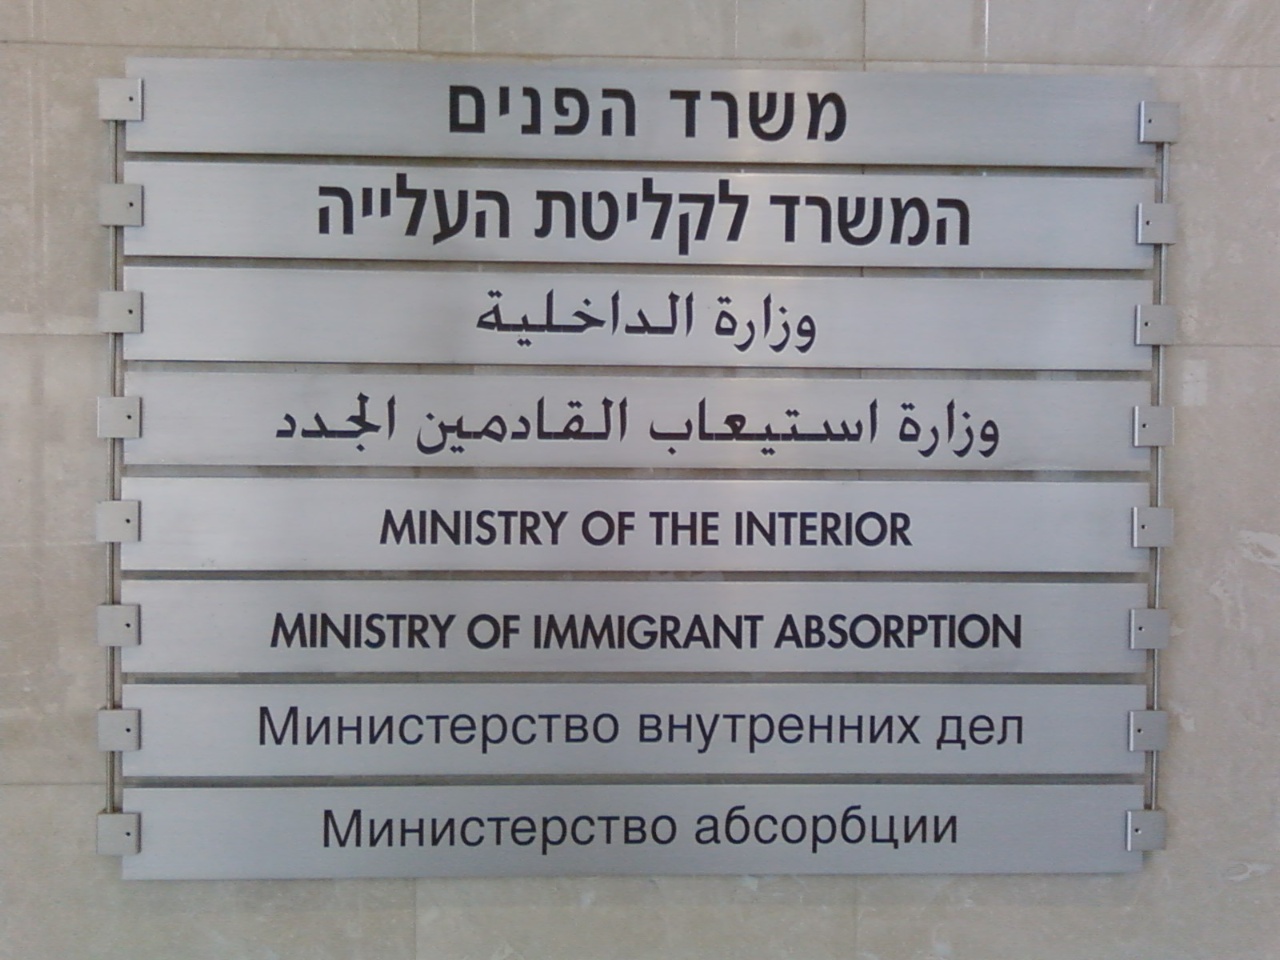 משרד הפנים
המשרד לקליטת העלייה
وزارة الداخلية
وزارة استيعاب القادمين الجدد
MINISTRY OF THE INTERIOR
MINISTRY OF IMMIGRANT ABSORPTION
Министерство внутренних дел
Министерство абсорбции